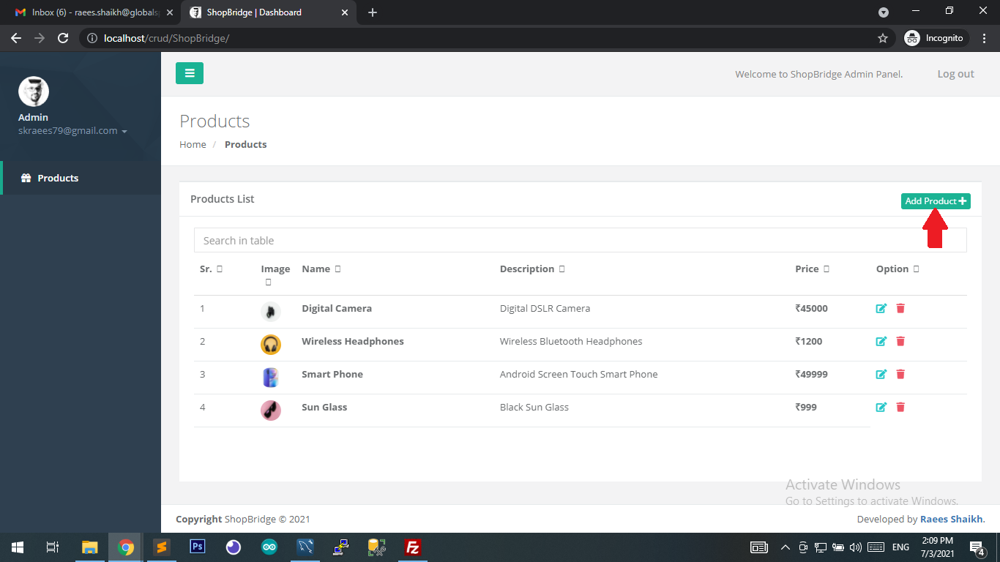 Inbox (6) - raees.shaikh@globalsp
ShopBridge | Dashboard
localhost/crud/ShopBridge/
Incognito
Welcome to ShopBridge Admin Panel.
Log out
Admin
skraees79@gmail.com
Products
Products
Home / Products
Products List
Add Product
Search in table
Sr. Image Name Description Price Option
1 Digital Camera Digital DSLR Camera ₹45000
2 Wireless Headphones Wireless Bluetooth Headphones ₹1200
3 Smart Phone Android Screen Touch Smart Phone ₹49999
4 Sun Glass Black Sun Glass ₹999
Activate Windows
Go to Settings to activate Windows.
Copyright ShopBridge © 2021
Developed by Raees Shaikh.
Ps
Fz
ENG
2:09 PM
7/3/2021
4